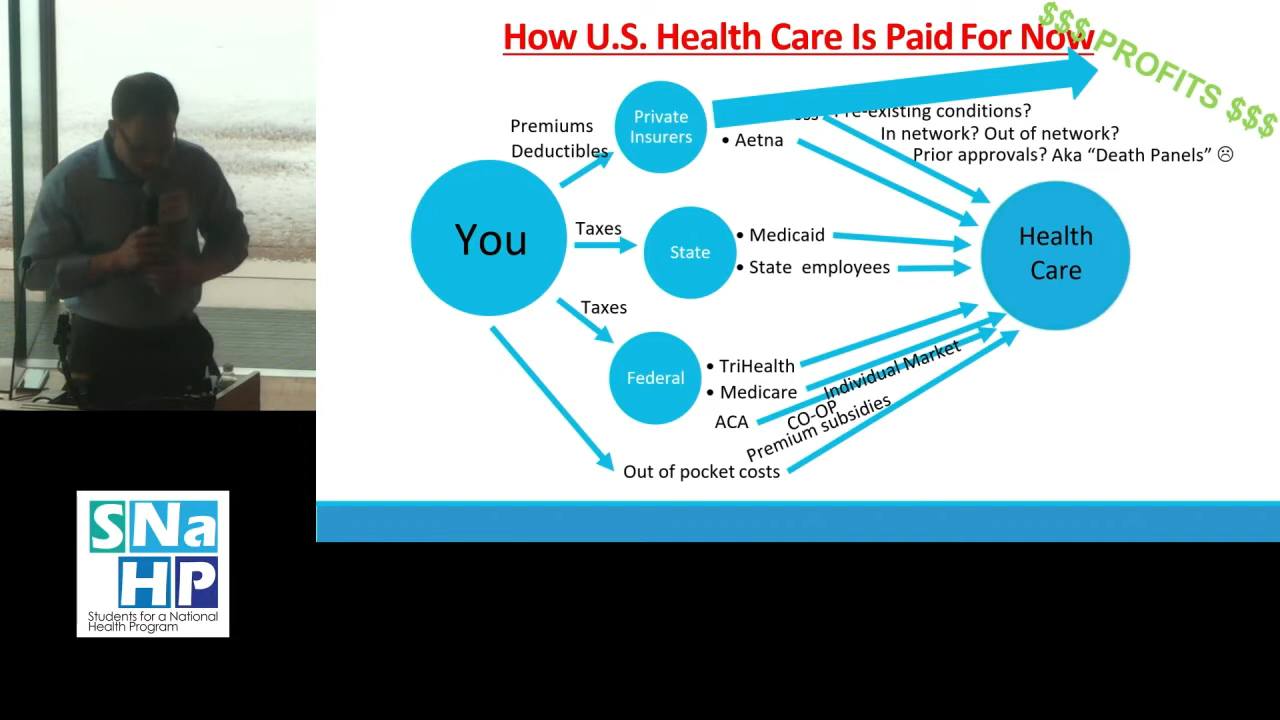 How U.S. Health Care Is Paid For Now
$$$ PROFITS $$$
Premiums
Deductibles
Private
Insurers
• Aetna
Pre-existing conditions?
In network? Out of network?
Prior approvals? Aka “Death Panels” ☹
You
Taxes
State
• Medicaid
• State employees
Health
Care
Taxes
Federal
• TriHealth
• Medicare
ACA
Individual Market
CO-OP
Premium subsidies
Out of pocket costs
SNa
HP
Students for a National
Health Program